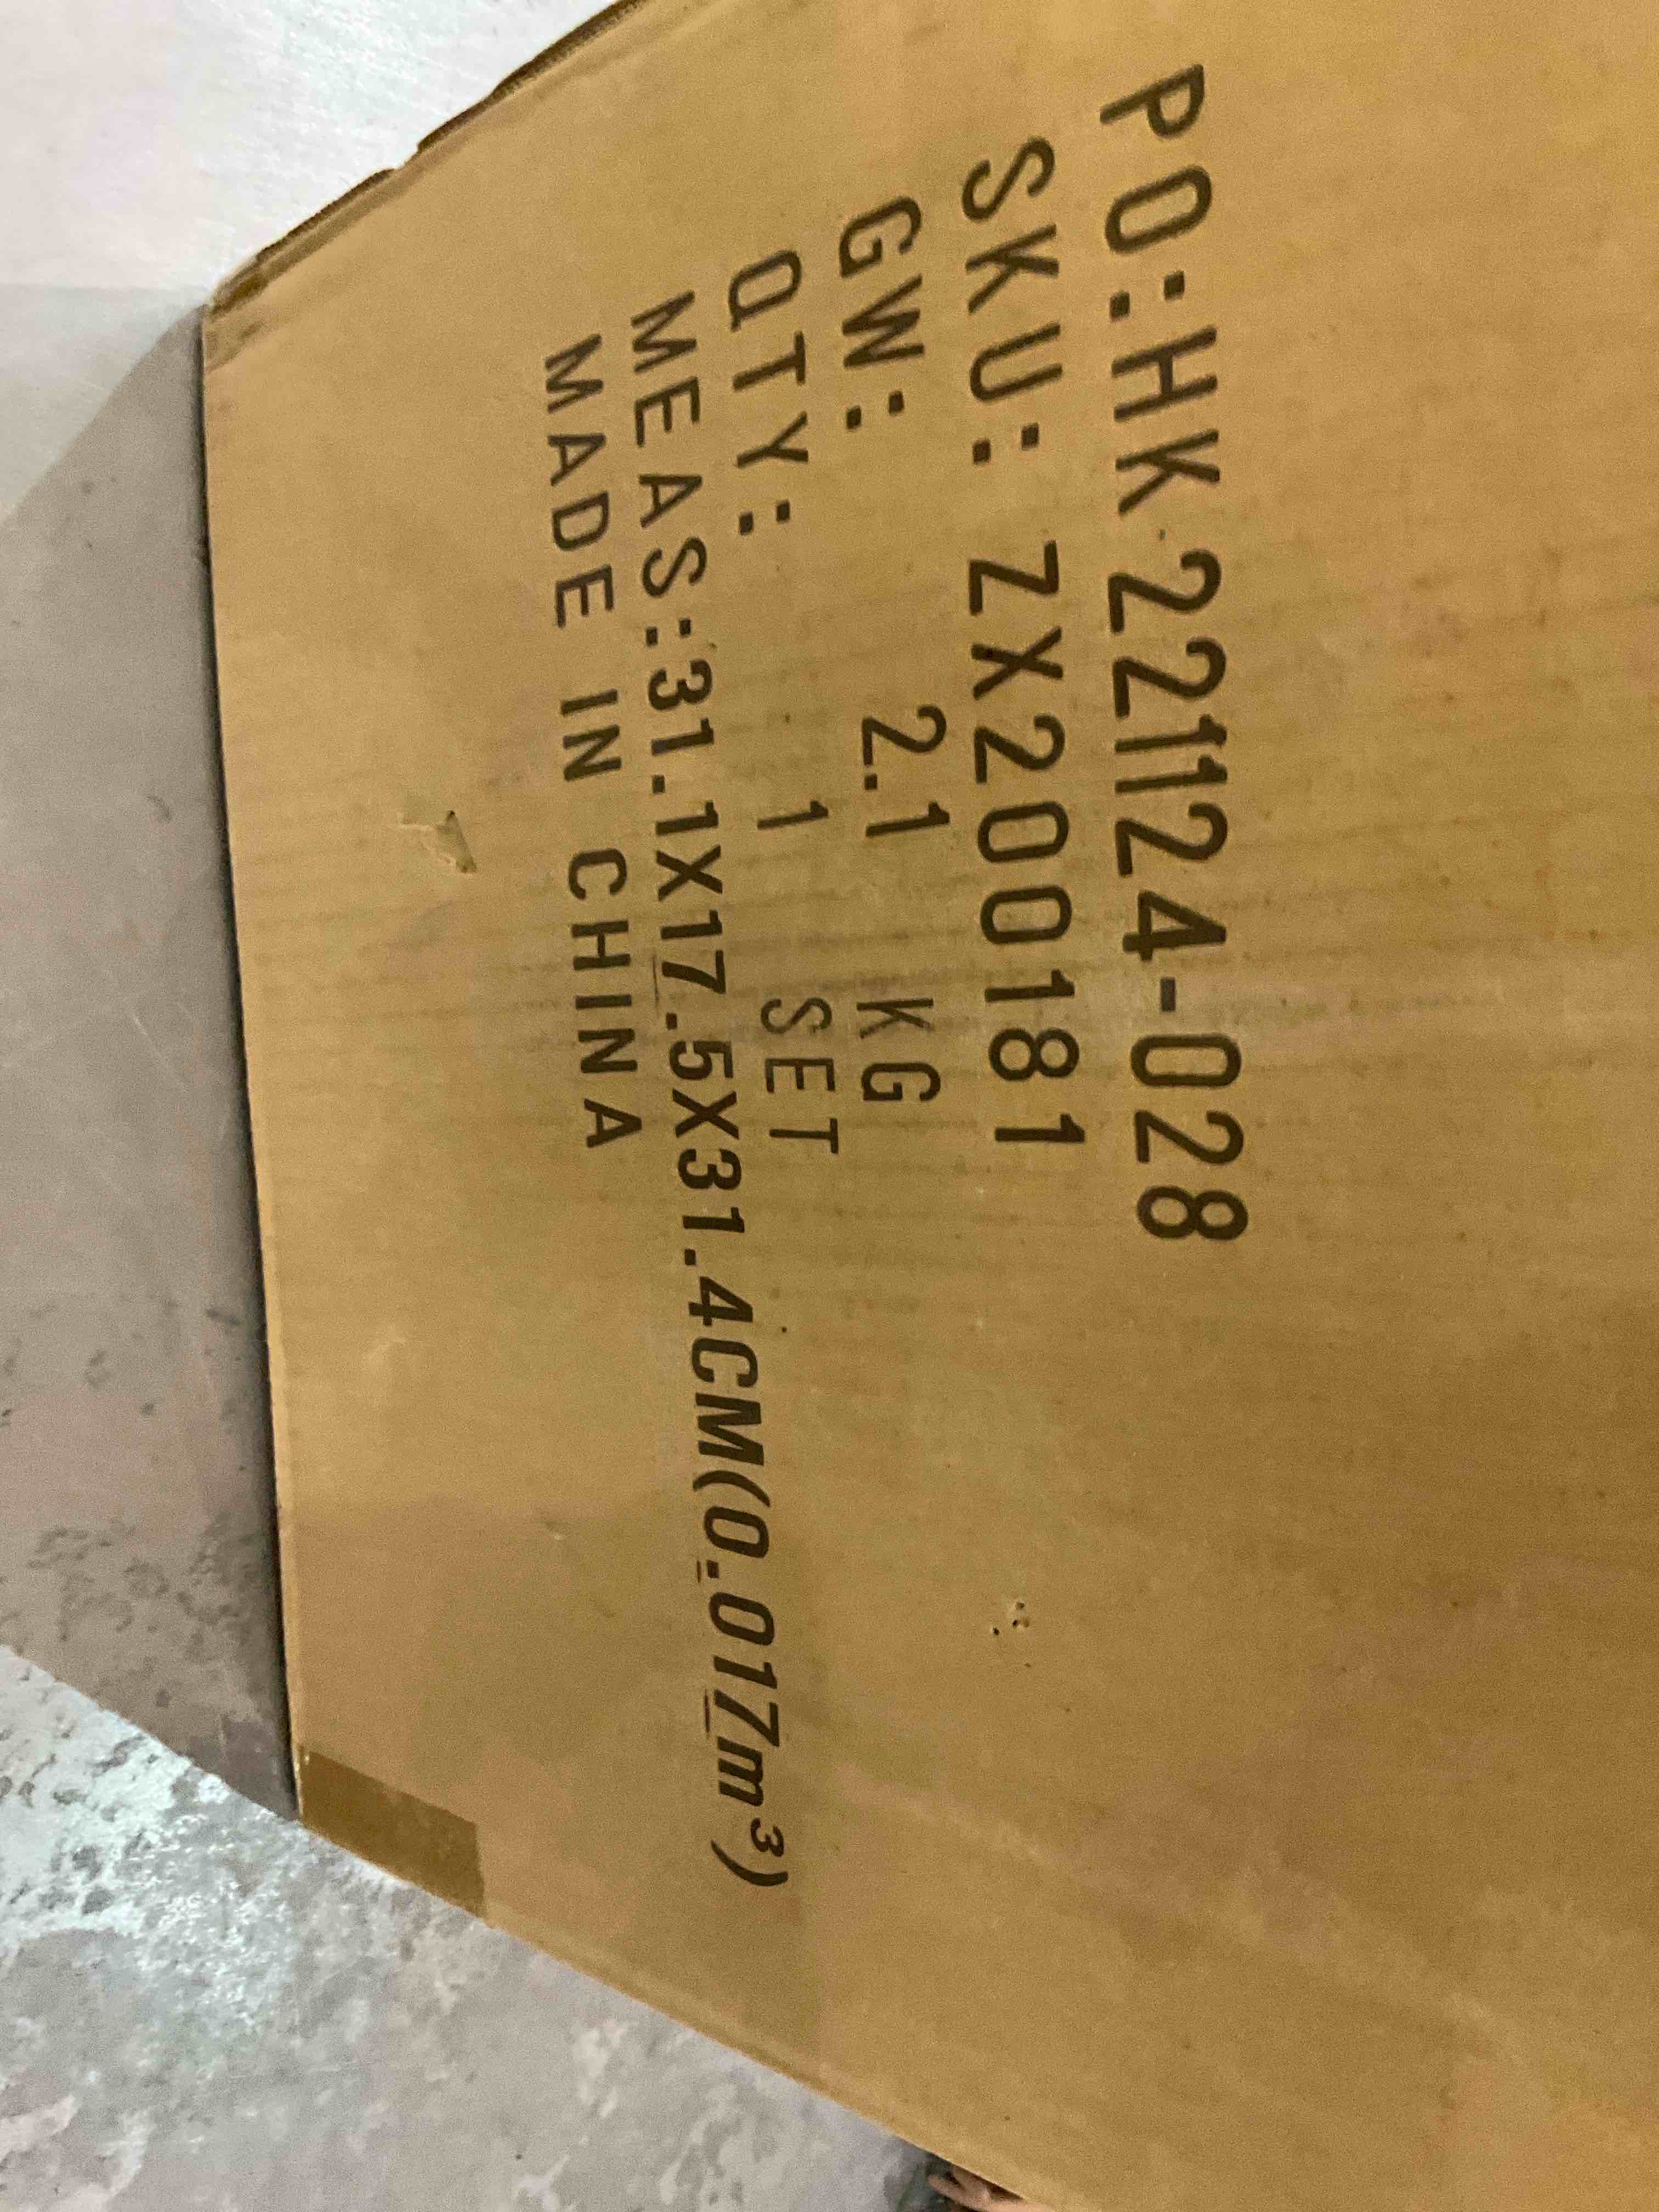 PO:HK221124-028
SKU: ZX200181
GW: 2.1 KG
QTY: 1 SET
MEAS:31.1X17.5X31.4CM(0.017m³)
MADE IN CHINA